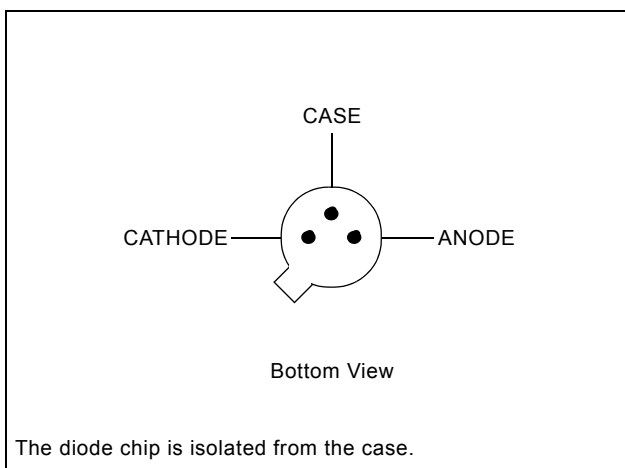 CASE
CATHODE ANODE
Bottom View
The diode chip is isolated from the case.